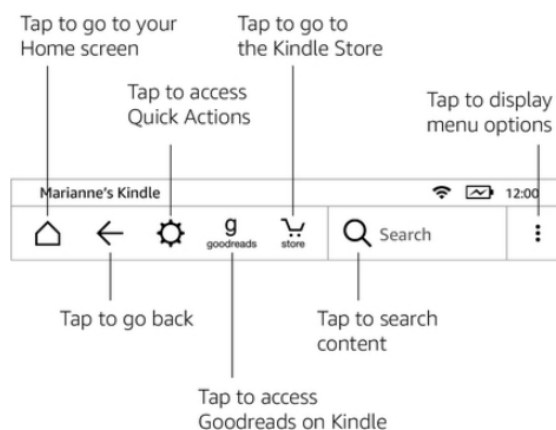 Tap to go to your
Home screen
Tap to go to
the Kindle Store
Tap to access
Quick Actions
Tap to display
menu options
Marianne's Kindle
12:00
g
goodreads
store
Search
Tap to go back
Tap to search
content
Tap to access
Goodreads on Kindle